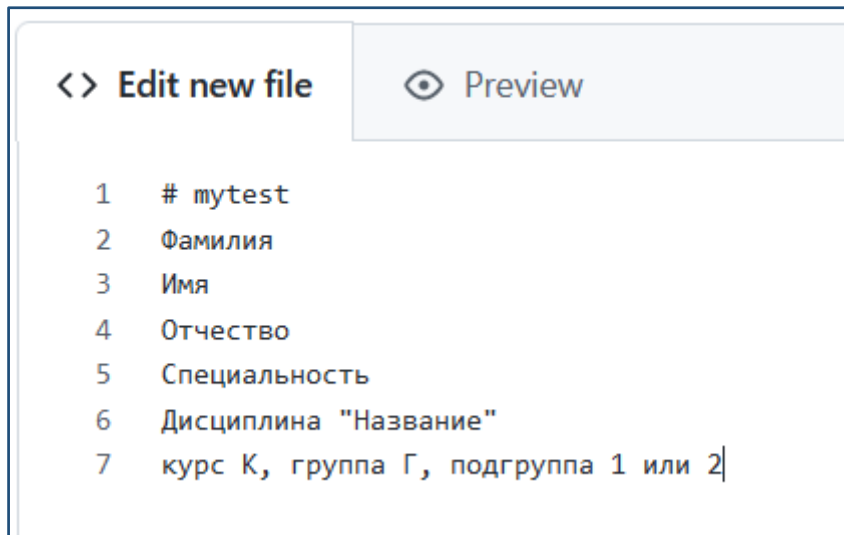 <> Edit new file Preview
1 # mytest
2 Фамилия
3 Имя
4 Отчество
5 Специальность
6 Дисциплина "Название"
7 курс К, группа Г, подгруппа 1 или 2